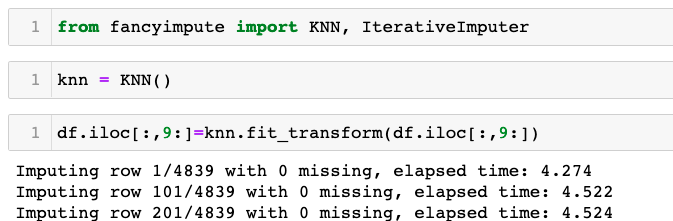 1 from fancyimpute import KNN, IterativeImputer
1 knn = KNN()
1 df.iloc[:,9:]=knn.fit_transform(df.iloc[:,9:])
Imputing row 1/4839 with 0 missing, elapsed time: 4.274
Imputing row 101/4839 with 0 missing, elapsed time: 4.522
Imputing row 201/4839 with 0 missing, elapsed time: 4.524